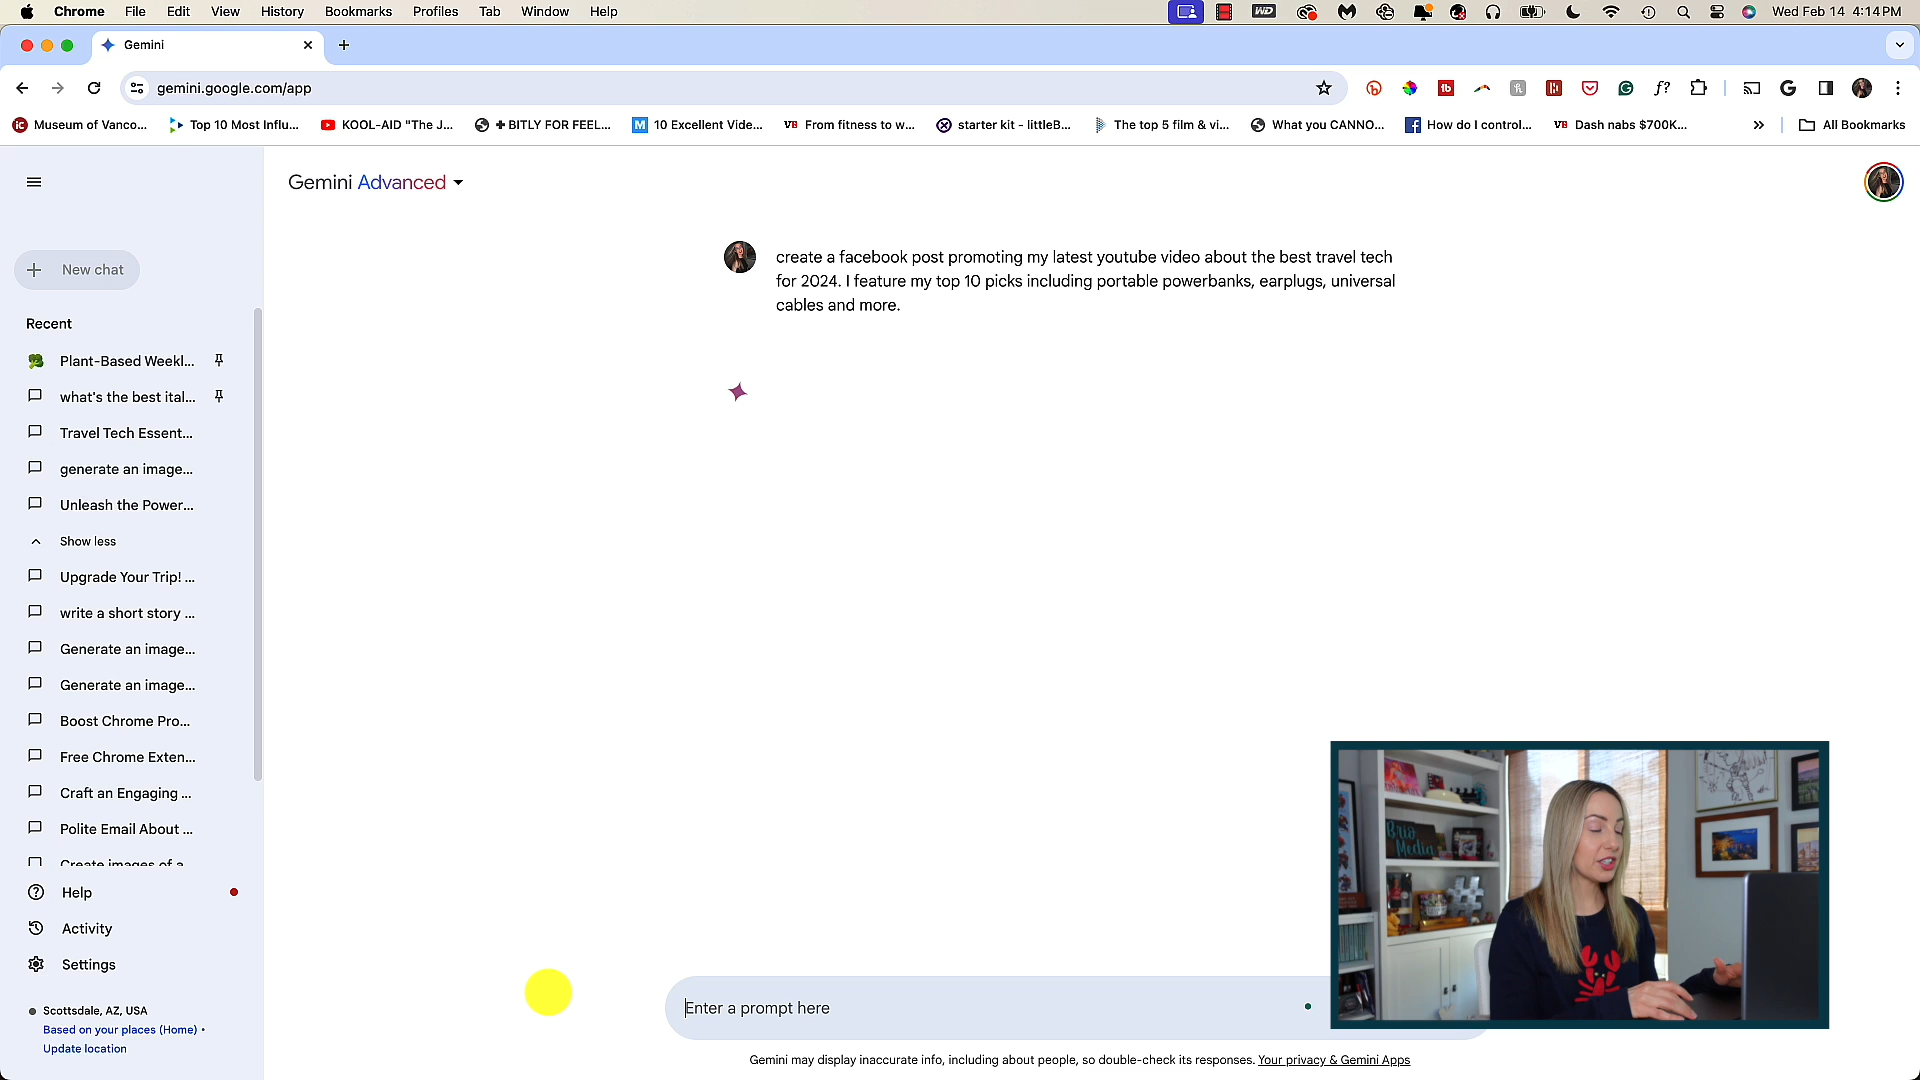 Chrome File Edit View History Bookmarks Profiles Tab Window Help Wed Feb 14 4:14 PM
Gemini
gemini.google.com/app
Museum of Vanco... Top 10 Most Influ... KOOL-AID "The J... + BITLY FOR FEEL... 10 Excellent Vide... From fitness to w... starter kit - littleB... The top 5 film & vi... What you CANNO... How do I control... Dash nabs $700K... » All Bookmarks
Gemini Advanced
New chat
create a facebook post promoting my latest youtube video about the best travel tech
for 2024. I feature my top 10 picks including portable powerbanks, earplugs, universal
cables and more.
Recent
Plant-Based Weekl...
what's the best ital...
Travel Tech Essent...
generate an image...
Unleash the Power...
Show less
Upgrade Your Trip! ...
write a short story ...
Generate an image...
Generate an image...
Boost Chrome Pro...
Free Chrome Exten...
Craft an Engaging ...
Polite Email About ...
Create images of a
Help
Activity
Settings
Scottsdale, AZ, USA
Based on your places (Home) •
Update location
Brio
Media
Enter a prompt here
Gemini may display inaccurate info, including about people, so double-check its responses. Your privacy & Gemini Apps